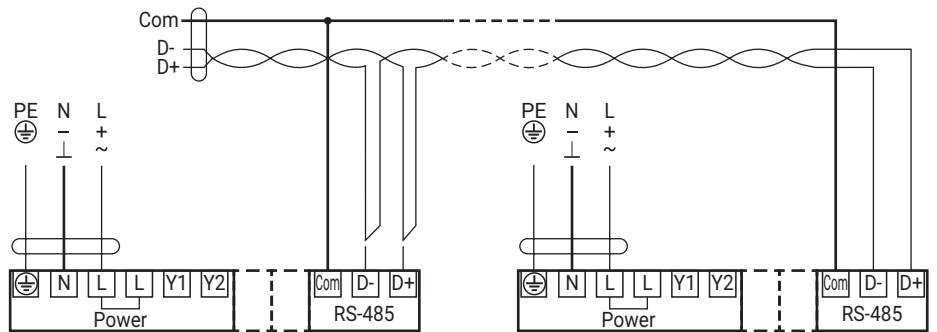 Com
D-
D+
PE N L PE N L
– + – +
⊥ ~ ⊥ ~
N L L Y1 Y2 Com D- D+ N L L Y1 Y2 Com D- D+
Power RS-485 Power RS-485